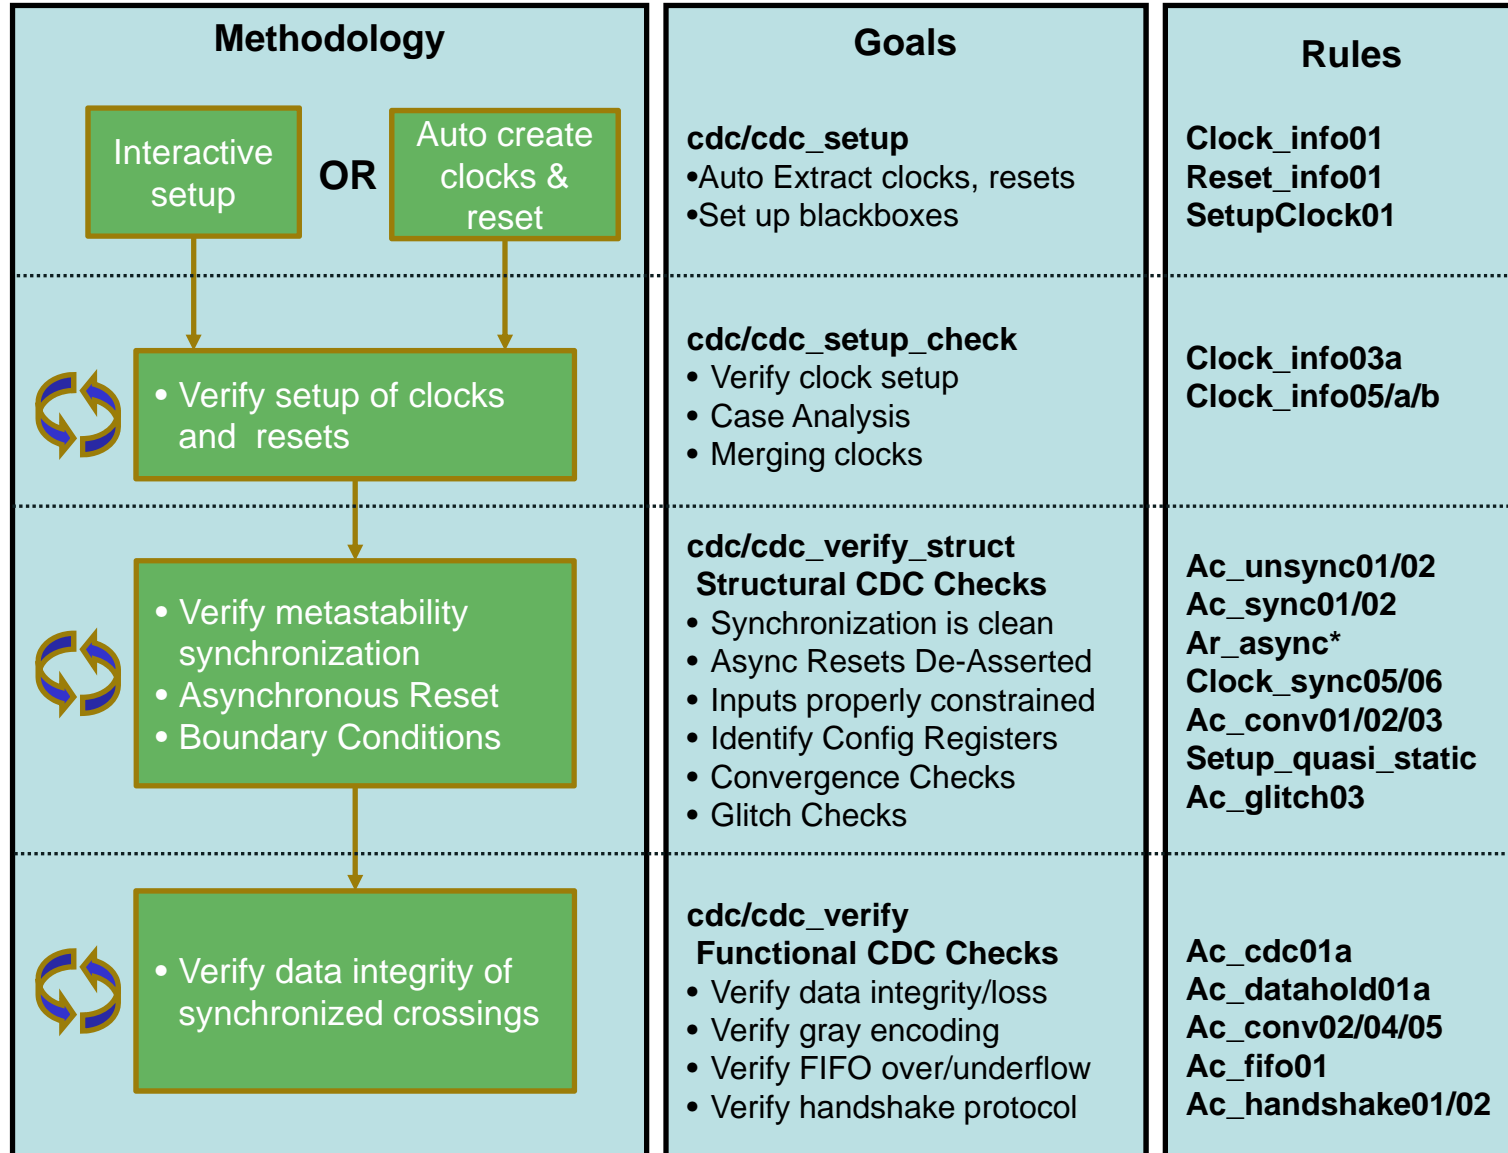 Methodology
Goals
Rules
Interactive
setup
OR
Auto create
clocks &
reset
cdc/cdc_setup
•Auto Extract clocks, resets
•Set up blackboxes
Clock_info01
Reset_info01
SetupClock01
• Verify setup of clocks
and resets
cdc/cdc_setup_check
• Verify clock setup
• Case Analysis
• Merging clocks
Clock_info03a
Clock_info05/a/b
• Verify metastability
synchronization
• Asynchronous Reset
• Boundary Conditions
cdc/cdc_verify_struct
Structural CDC Checks
• Synchronization is clean
• Async Resets De-Asserted
• Inputs properly constrained
• Identify Config Registers
• Convergence Checks
• Glitch Checks
Ac_unsync01/02
Ac_sync01/02
Ar_async*
Clock_sync05/06
Ac_conv01/02/03
Setup_quasi_static
Ac_glitch03
• Verify data integrity of
synchronized crossings
cdc/cdc_verify
Functional CDC Checks
• Verify data integrity/loss
• Verify gray encoding
• Verify FIFO over/underflow
• Verify handshake protocol
Ac_cdc01a
Ac_datahold01a
Ac_conv02/04/05
Ac_fifo01
Ac_handshake01/02